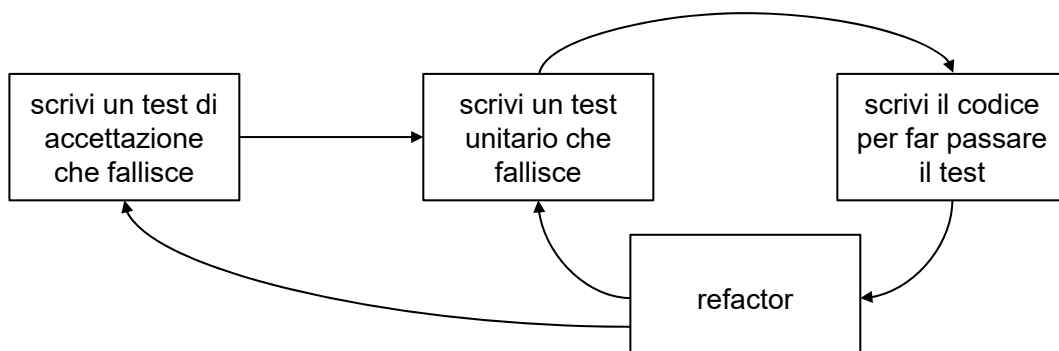 scrivi un test di
accettazione
che fallisce
scrivi un test
unitario che
fallisce
scrivi il codice
per far passare
il test
refactor